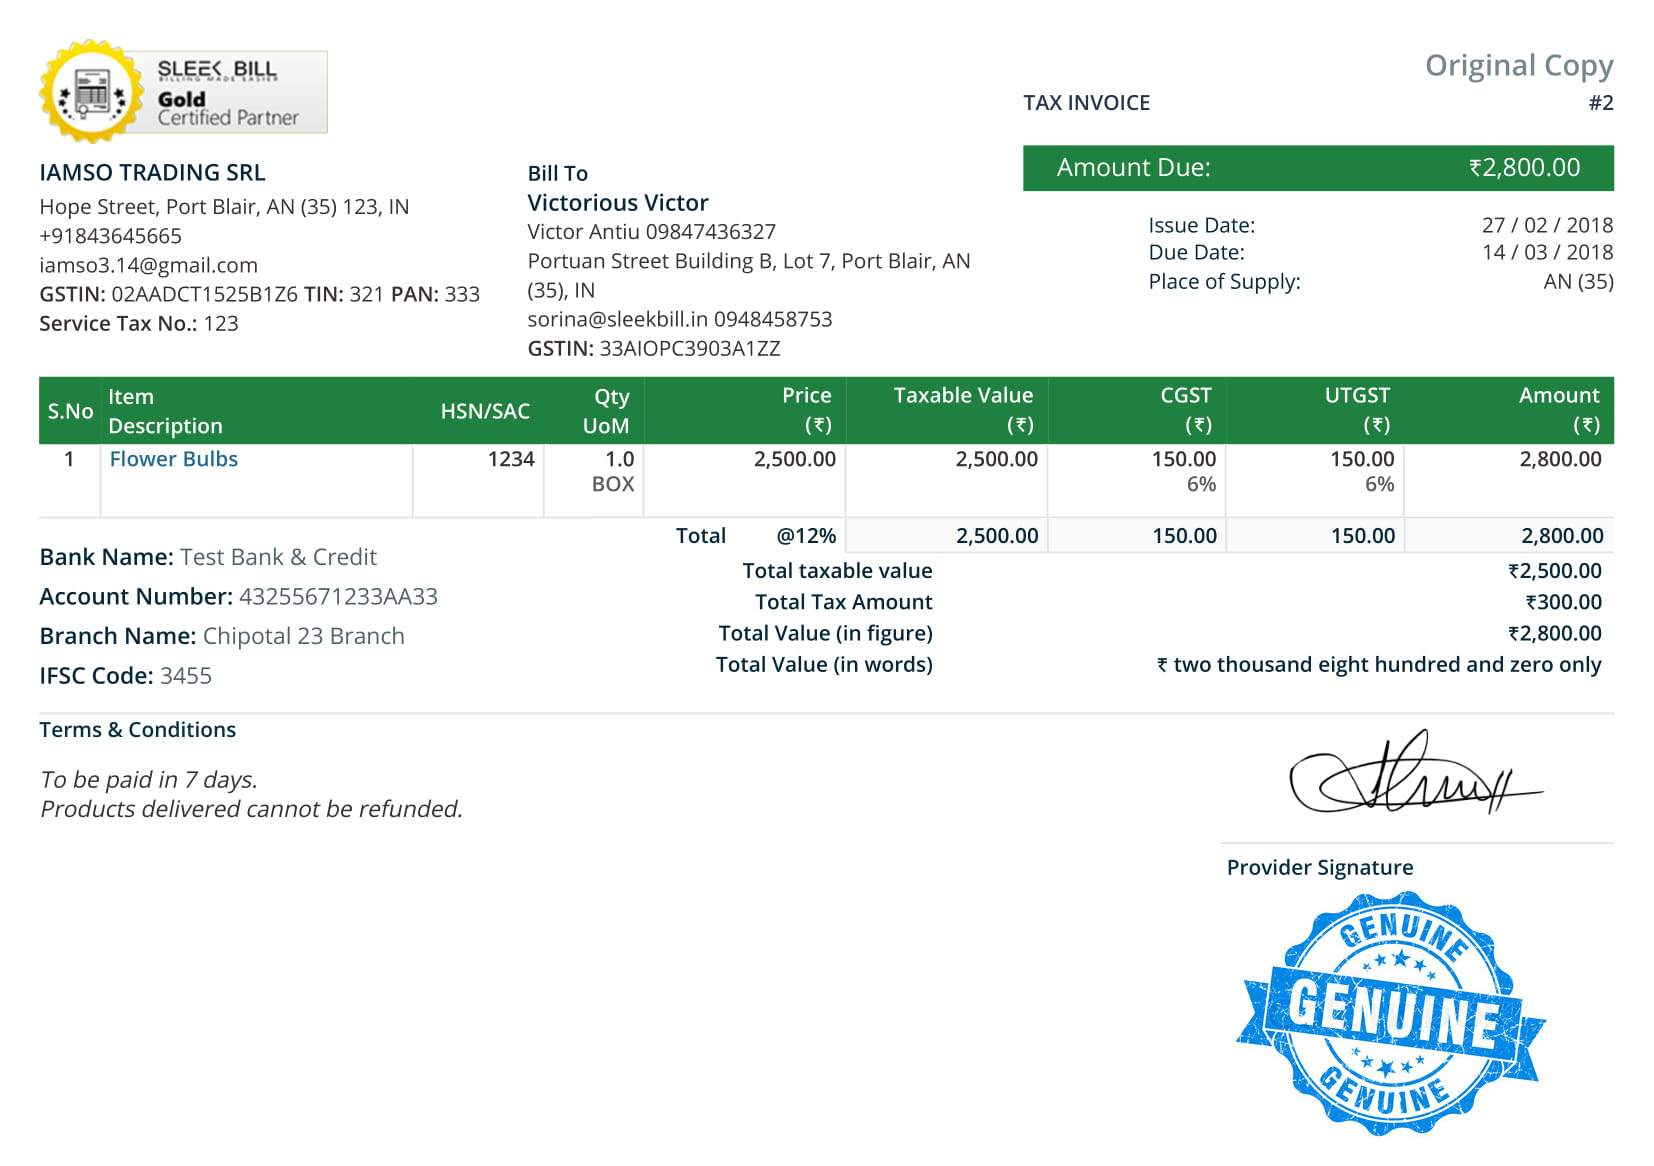 SLEEK BILL
BILLING MADE EASIER
Gold
Certified Partner
Original Copy
TAX INVOICE #2
Amount Due: ₹2,800.00
Issue Date: 27 / 02 / 2018
Due Date: 14 / 03 / 2018
Place of Supply: AN (35)
IAMSO TRADING SRL
Hope Street, Port Blair, AN (35) 123, IN
+91843645665
iamso3.14@gmail.com
GSTIN: 02AADCT1525B1Z6 TIN: 321 PAN: 333
Service Tax No.: 123
Bill To
Victorious Victor
Victor Antiu 09847436327
Portuan Street Building B, Lot 7, Port Blair, AN
(35), IN
sorina@sleekbill.in 0948458753
GSTIN: 33AIOPC3903A1ZZ
S.No Item Description HSN/SAC Qty UoM Price (₹) Taxable Value (₹) CGST (₹) UTGST (₹) Amount (₹)
1 Flower Bulbs 1234 1.0 2,500.00 2,500.00 150.00 150.00 2,800.00
BOX 6% 6%
Total @12% 2,500.00 150.00 150.00 2,800.00
Bank Name: Test Bank & Credit
Account Number: 43255671233AA33
Branch Name: Chipotal 23 Branch
IFSC Code: 3455
Total taxable value ₹2,500.00
Total Tax Amount ₹300.00
Total Value (in figure) ₹2,800.00
Total Value (in words) ₹ two thousand eight hundred and zero only
Terms & Conditions
To be paid in 7 days.
Products delivered cannot be refunded.
Provider Signature
GENUINE
GENUINE
GENUINE